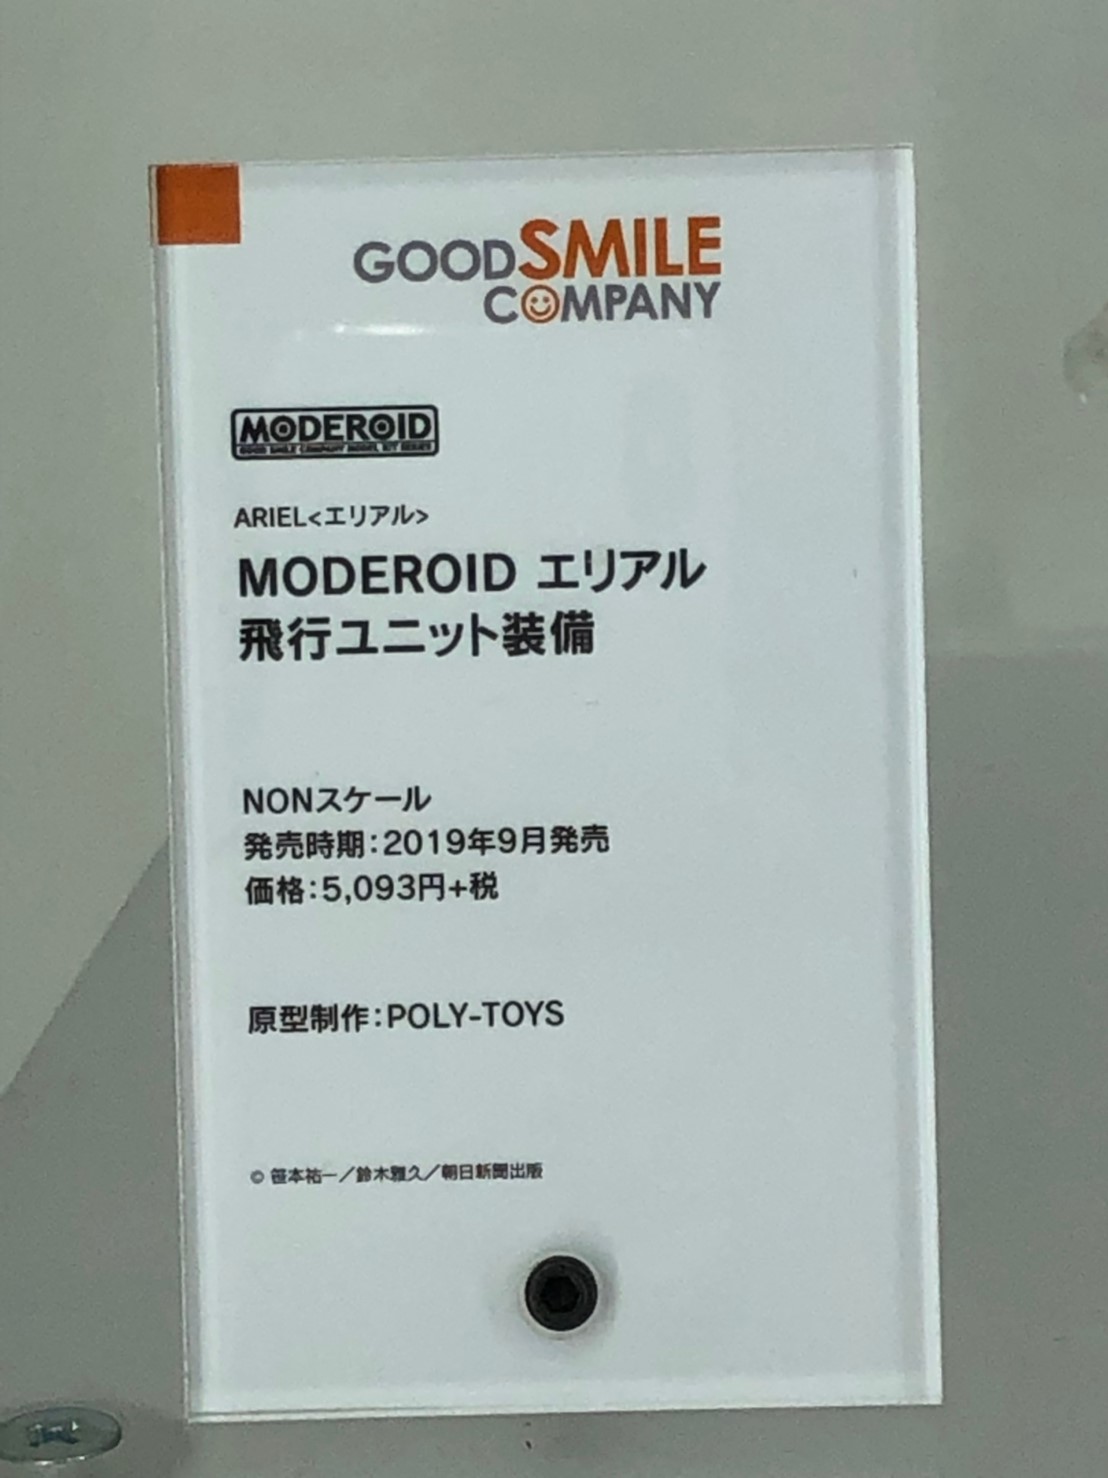 GOODSMILE
COMPANY
MODEROID
GOOD SMILE COMPANY MODEL KIT SERIES
ARIEL<エリアル>
MODEROID エリアル
飛行ユニット装備
NONスケール
発売時期:2019年9月発売
価格:5,093円+税
原型制作:POLY-TOYS
© 笹本祐一／鈴木雅久／朝日新聞出版